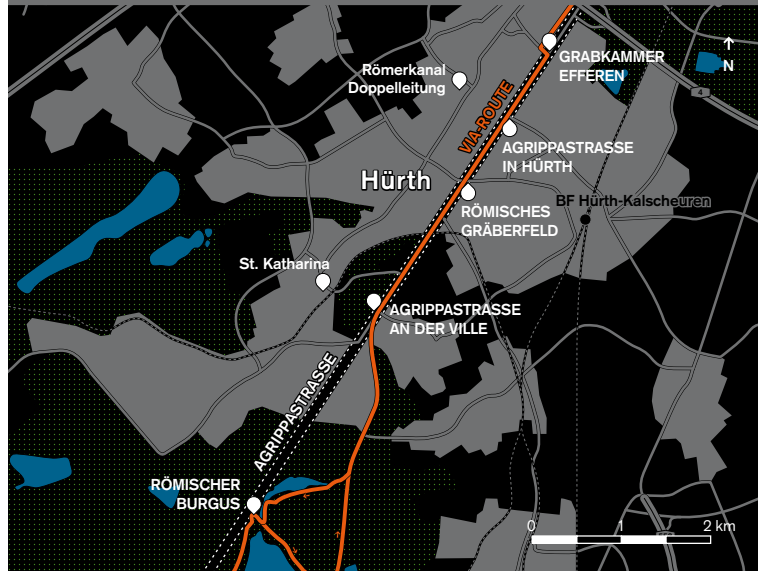 GRABKAMMER
EFFEREN
N
Römerkanal
Doppelleitung
4
VIA-ROUTE
AGRIPPASTRASSE
IN HÜRTH
Hürth
BF Hürth-Kalscheuren
RÖMISCHES
GRÄBERFELD
St. Katharina
AGRIPPASTRASSE
AN DER VILLE
AGRIPPASTRASSE
RÖMISCHER
BURGUS
0 1 2 km